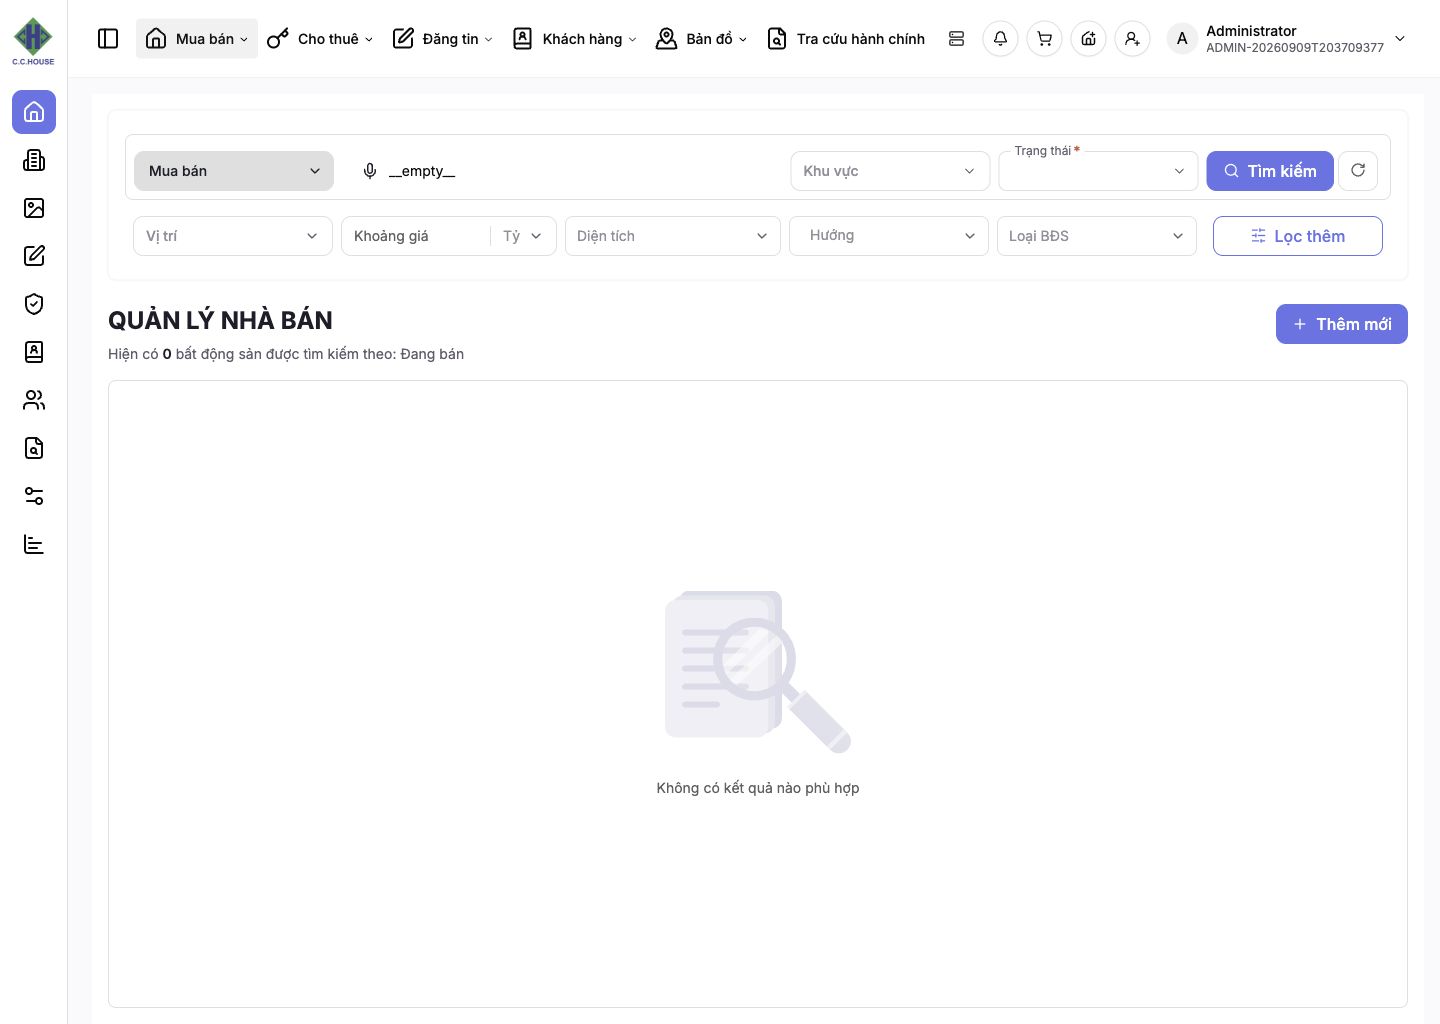 C.C.HOUSE
Mua bán
Cho thuê
Đăng tin
Khách hàng
Bản đồ
Tra cứu hành chính
A
Administrator
ADMIN-20260909T203709377
Mua bán
__empty__
Khu vực
Trạng thái *
Tìm kiếm
Vị trí
Khoảng giá
Tỷ
Diện tích
Hướng
Loại BĐS
Lọc thêm
QUẢN LÝ NHÀ BÁN
Thêm mới
Hiện có 0 bất động sản được tìm kiếm theo: Đang bán
Không có kết quả nào phù hợp